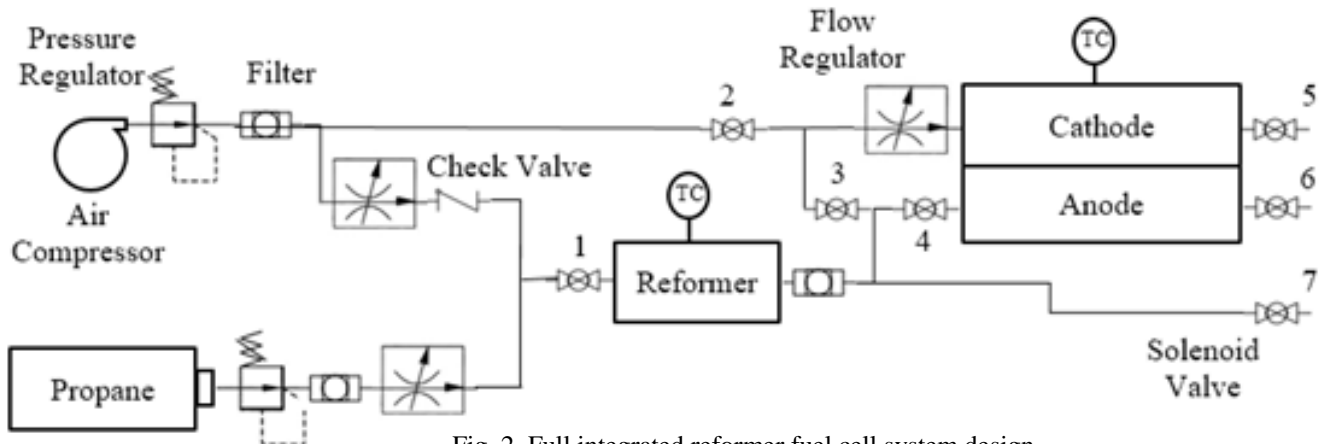 Pressure
Regulator
Filter
Flow
Regulator
TC
2
Cathode
5
Air
Compressor
Check Valve
3
4
Anode
6
TC
1
Reformer
7
Solenoid
Valve
Propane
Fig. 2. Full integrated reformer fuel cell system design